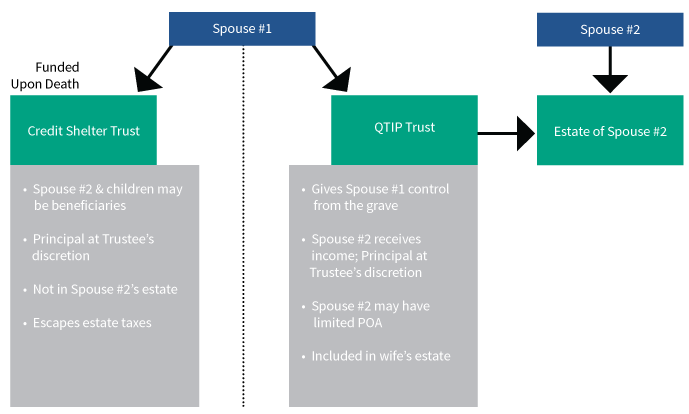 Spouse #1
Spouse #2
Funded
Upon Death
Credit Shelter Trust
QTIP Trust
Estate of Spouse #2
• Spouse #2 & children may
be beneficiaries
• Principal at Trustee's
discretion
• Not in Spouse #2's estate
• Escapes estate taxes
• Gives Spouse #1 control
from the grave
• Spouse #2 receives
income; Principal at
Trustee's discretion
• Spouse #2 may have
limited POA
• Included in wife's estate